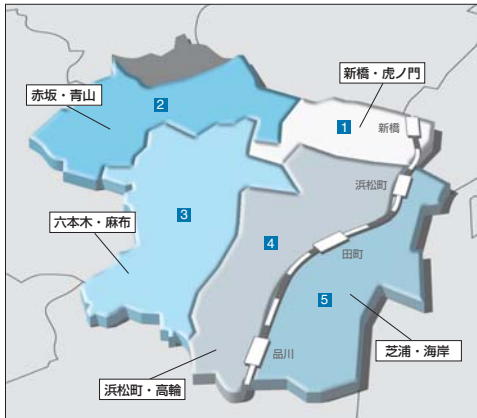 新橋・虎ノ門
赤坂・青山
2
1
新橋
浜松町
六本木・麻布
3
4
田町
5
品川
芝浦・海岸
浜松町・高輪